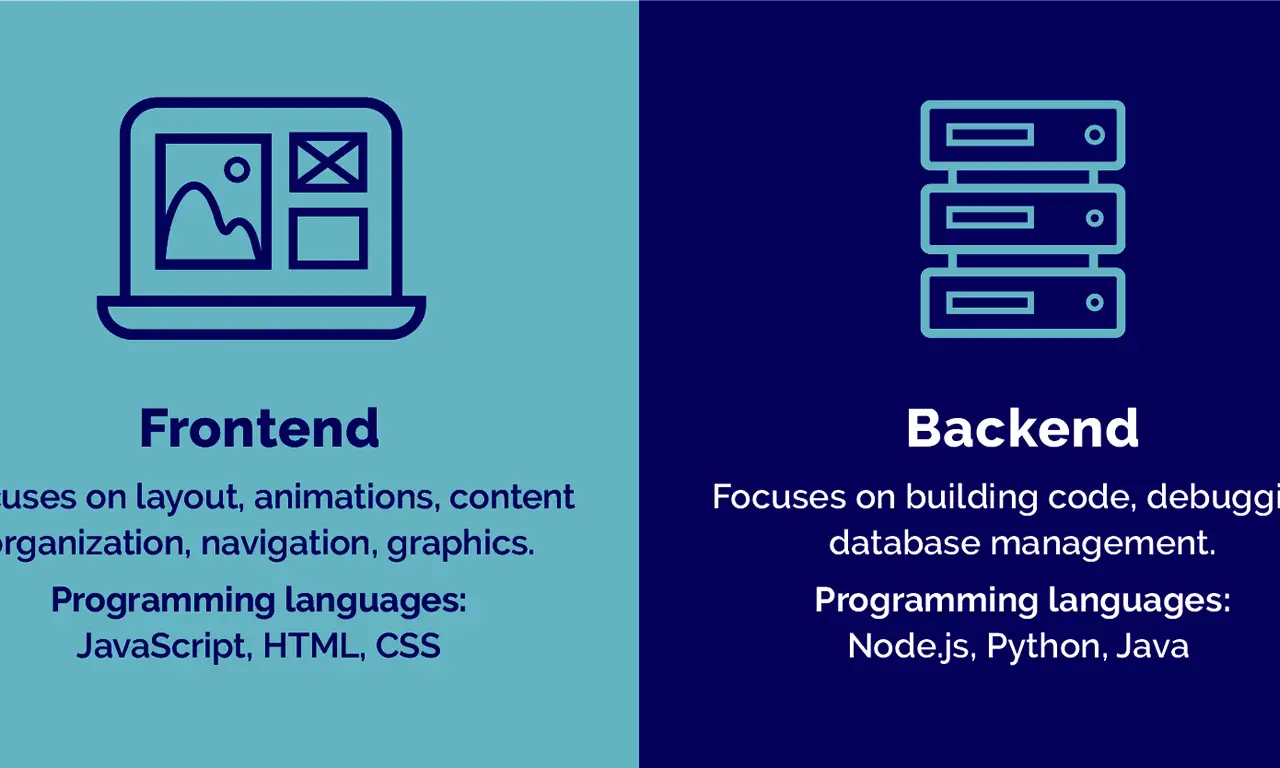 Frontend
cuses on layout, animations, content
organization, navigation, graphics.
Programming languages:
JavaScript, HTML, CSS
Backend
Focuses on building code, debuggi
database management.
Programming languages:
Node.js, Python, Java